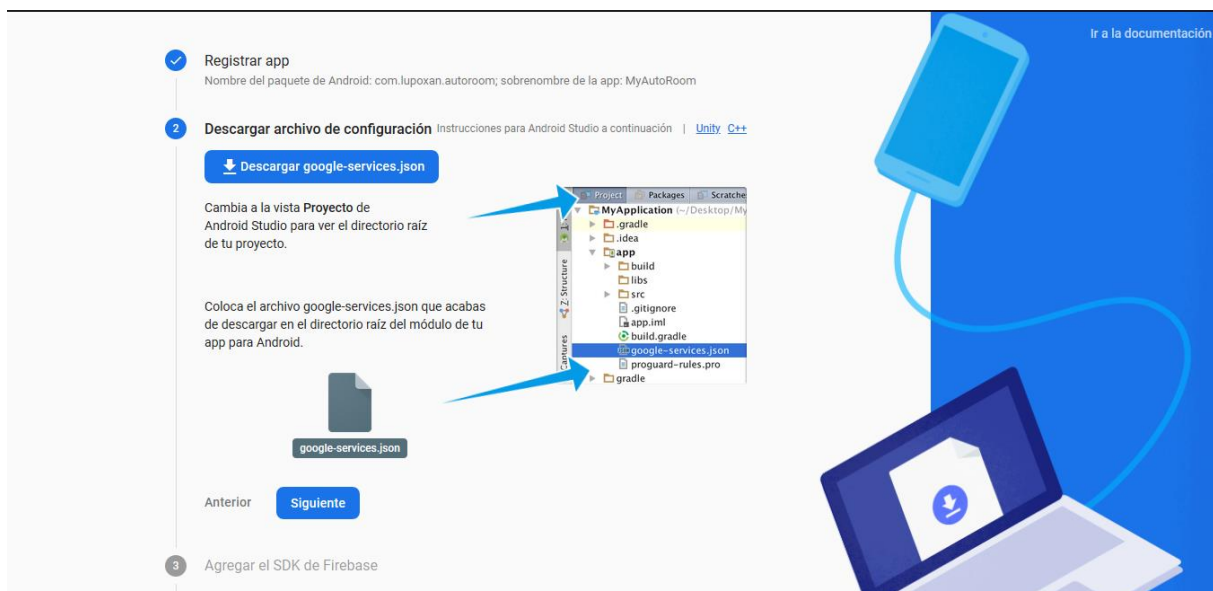 Ir a la documentación
Registrar app
Nombre del paquete de Android: com.lupoxan.autoroom; sobrenombre de la app: MyAutoRoom
2
Descargar archivo de configuración Instrucciones para Android Studio a continuación | Unity C++
Descargar google-services.json
Cambia a la vista Proyecto de
Android Studio para ver el directorio raíz
de tu proyecto.
Coloca el archivo google-services.json que acabas
de descargar en el directorio raíz del módulo de tu
app para Android.
google-services.json
Project Packages Scratche
MyApplication (~/Desktop/My
.gradle
.idea
app
build
libs
src
.gitignore
app.iml
build.gradle
google-services.json
proguard-rules.pro
gradle
Z: Structure
Captures
Anterior Siguiente
3 Agregar el SDK de Firebase